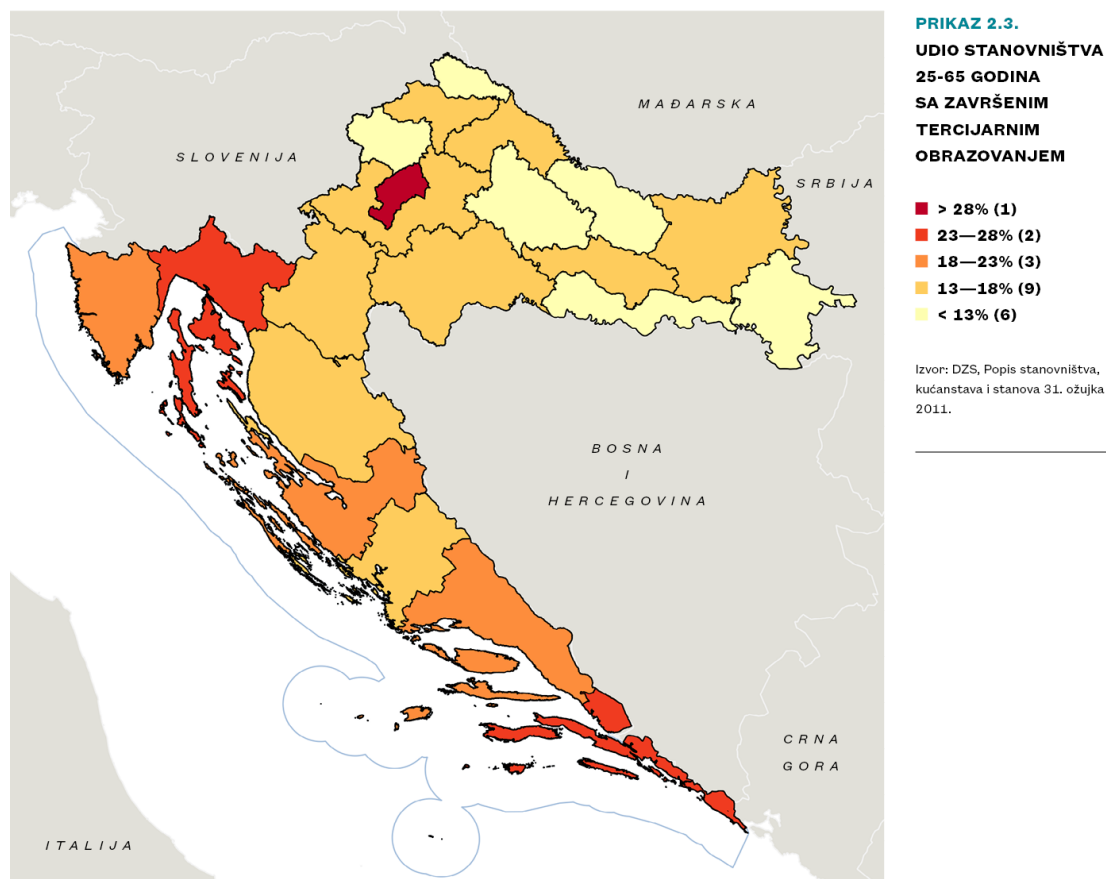 PRIKAZ 2.3.
UDIO STANOVNIŠTVA
25-65 GODINA
SA ZAVRŠENIM
TERCIJARNIM
OBRAZOVANJEM
> 28% (1)
23—28% (2)
18—23% (3)
13—18% (9)
< 13% (6)
Izvor: DZS, Popis stanovništva,
kućanstava i stanova 31. ožujka
2011.
MAĐARSKA
SLOVENIJA
SRBIJA
BOSNA
I
HERCEGOVINA
CRNA
GORA
ITALIJA